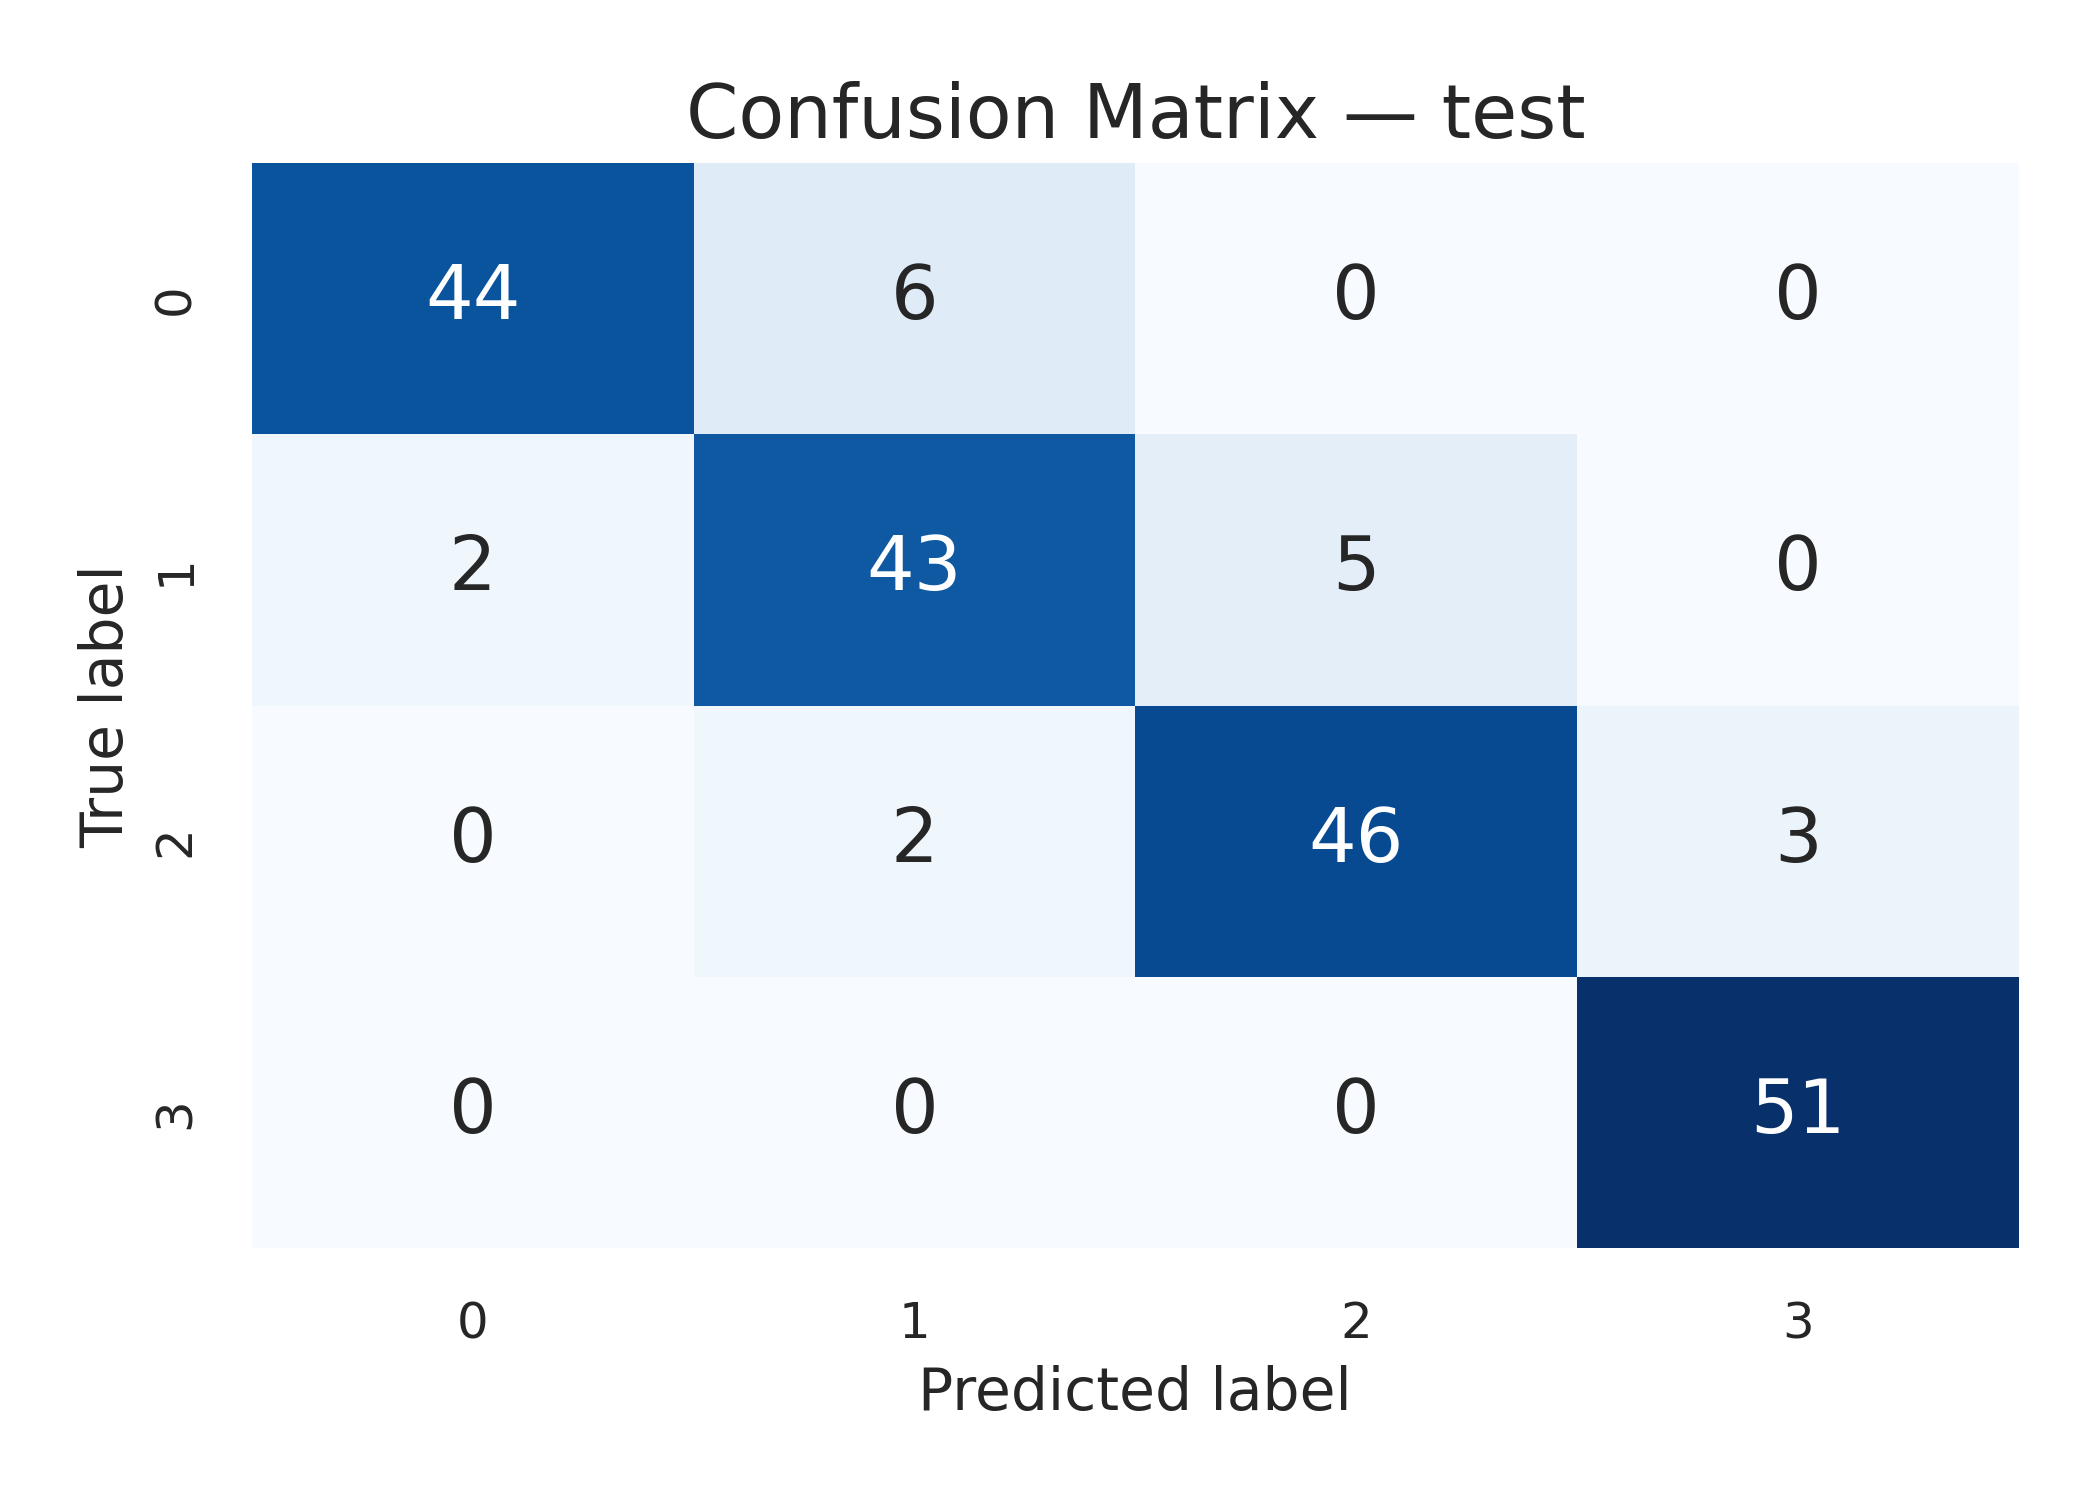 Confusion Matrix — test
True label
0 44 6 0 0
1 2 43 5 0
2 0 2 46 3
3 0 0 0 51
0 1 2 3
Predicted label